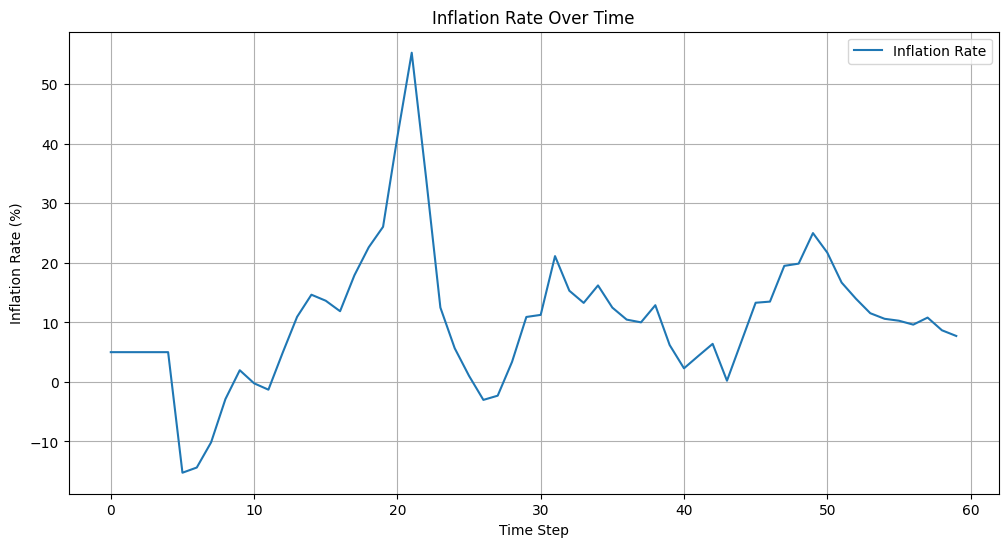 Inflation Rate Over Time
Inflation Rate
Inflation Rate (%)
50
40
30
20
10
0
−10
0 10 20 30 40 50 60
Time Step